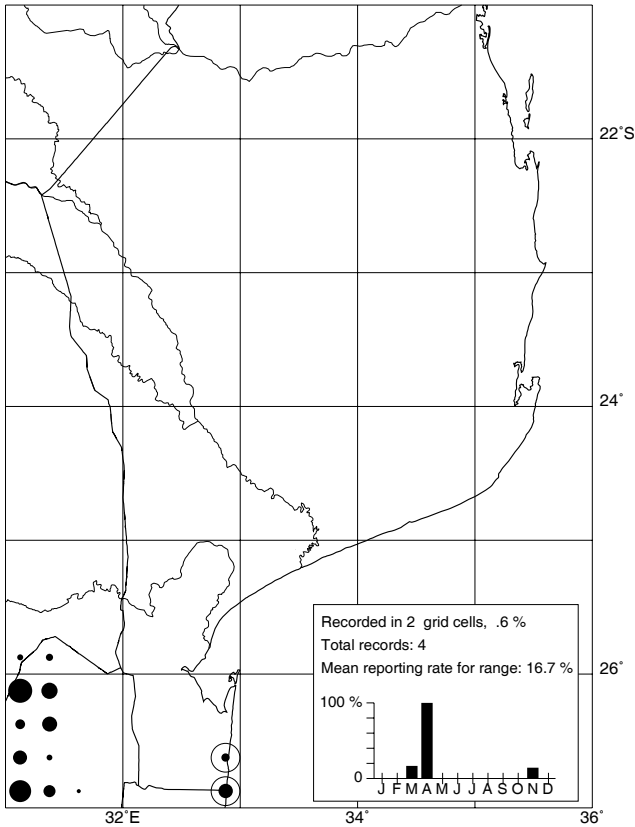 22˚S
24˚
Recorded in 2 grid cells, .6 %
Total records: 4
Mean reporting rate for range: 16.7 %
26˚
100 %
0
J F M A M J J A S O N D
32˚E
34˚
36˚